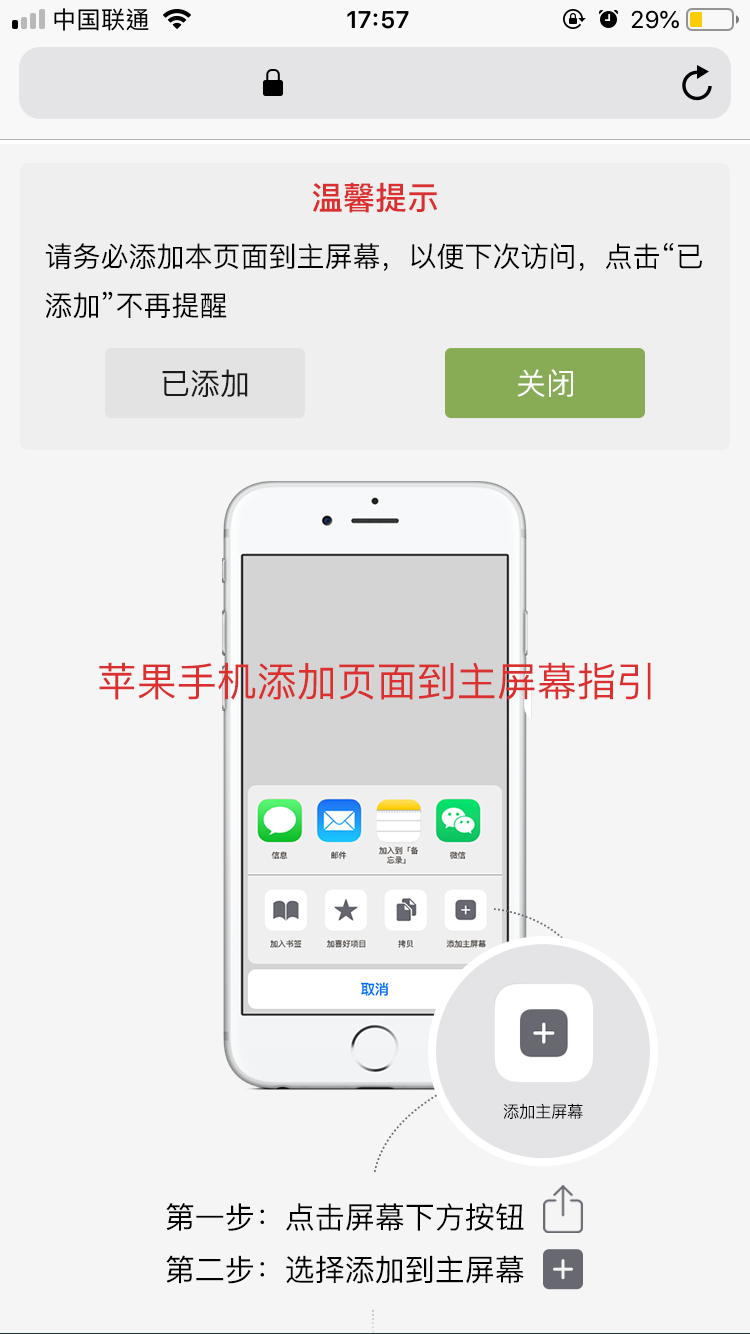 中国联通 17:57 29%
温馨提示
请务必添加本页面到主屏幕，以便下次访问，点击“已
添加”不再提醒
已添加 关闭
苹果手机添加页面到主屏幕指引
信息 邮件 加入到「备 微信
忘录」
加入书签 加喜好项目 拷贝 添加主屏幕
取消
添加主屏幕
第一步：点击屏幕下方按钮
第二步：选择添加到主屏幕